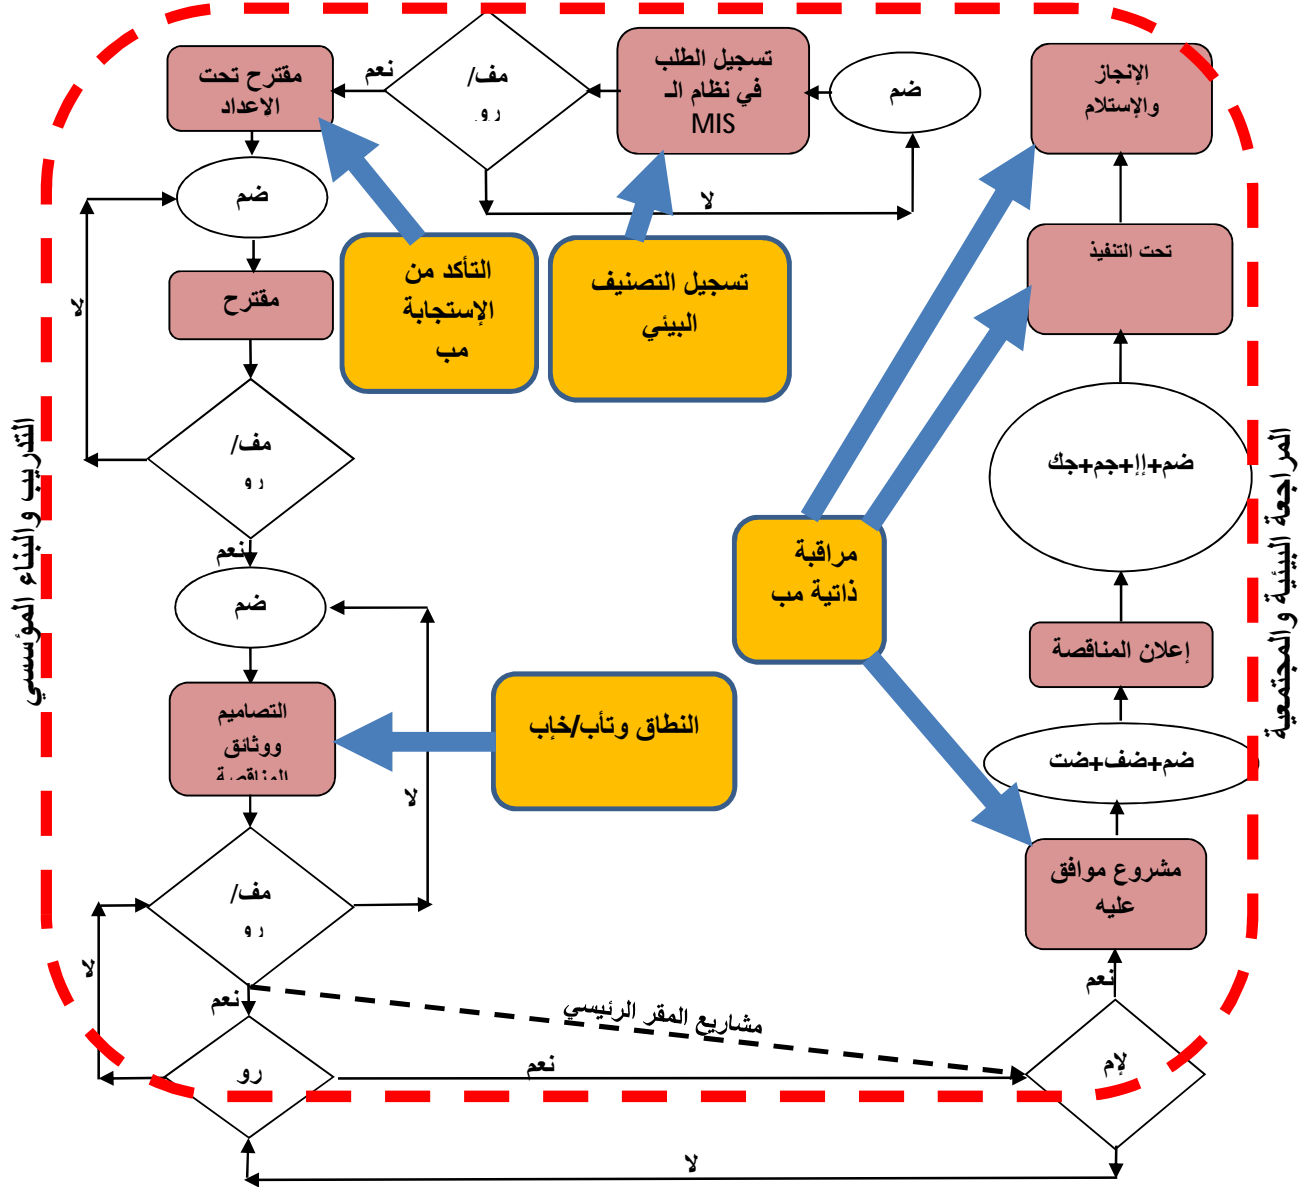 ضم
تسجيل الطلب
في نظام الـ
MIS
مف/
رو
نعم
لا
مقترح تحت
الاعداد
ضم
مقترح
مف/
رو
لا
نعم
ضم
التصاميم
ووثائق
المناقصة
مف/
رو
لا
لا
نعم
رو
نعم
مشاريع المقر الرئيسي
لإم
لا
نعم
مشروع موافق
عليه
ضم+ضف+ضت
إعلان المناقصة
ضم+إإ+جم+جك
تحت التنفيذ
الإنجاز
والإستلام
تسجيل التصنيف
البيئي
التأكد من
الإستجابة
مب
مراقبة
ذاتية مب
النطاق وتأب/خإب
التدريب والبناء المؤسسي
المراجعة البيئية والمجتمعية